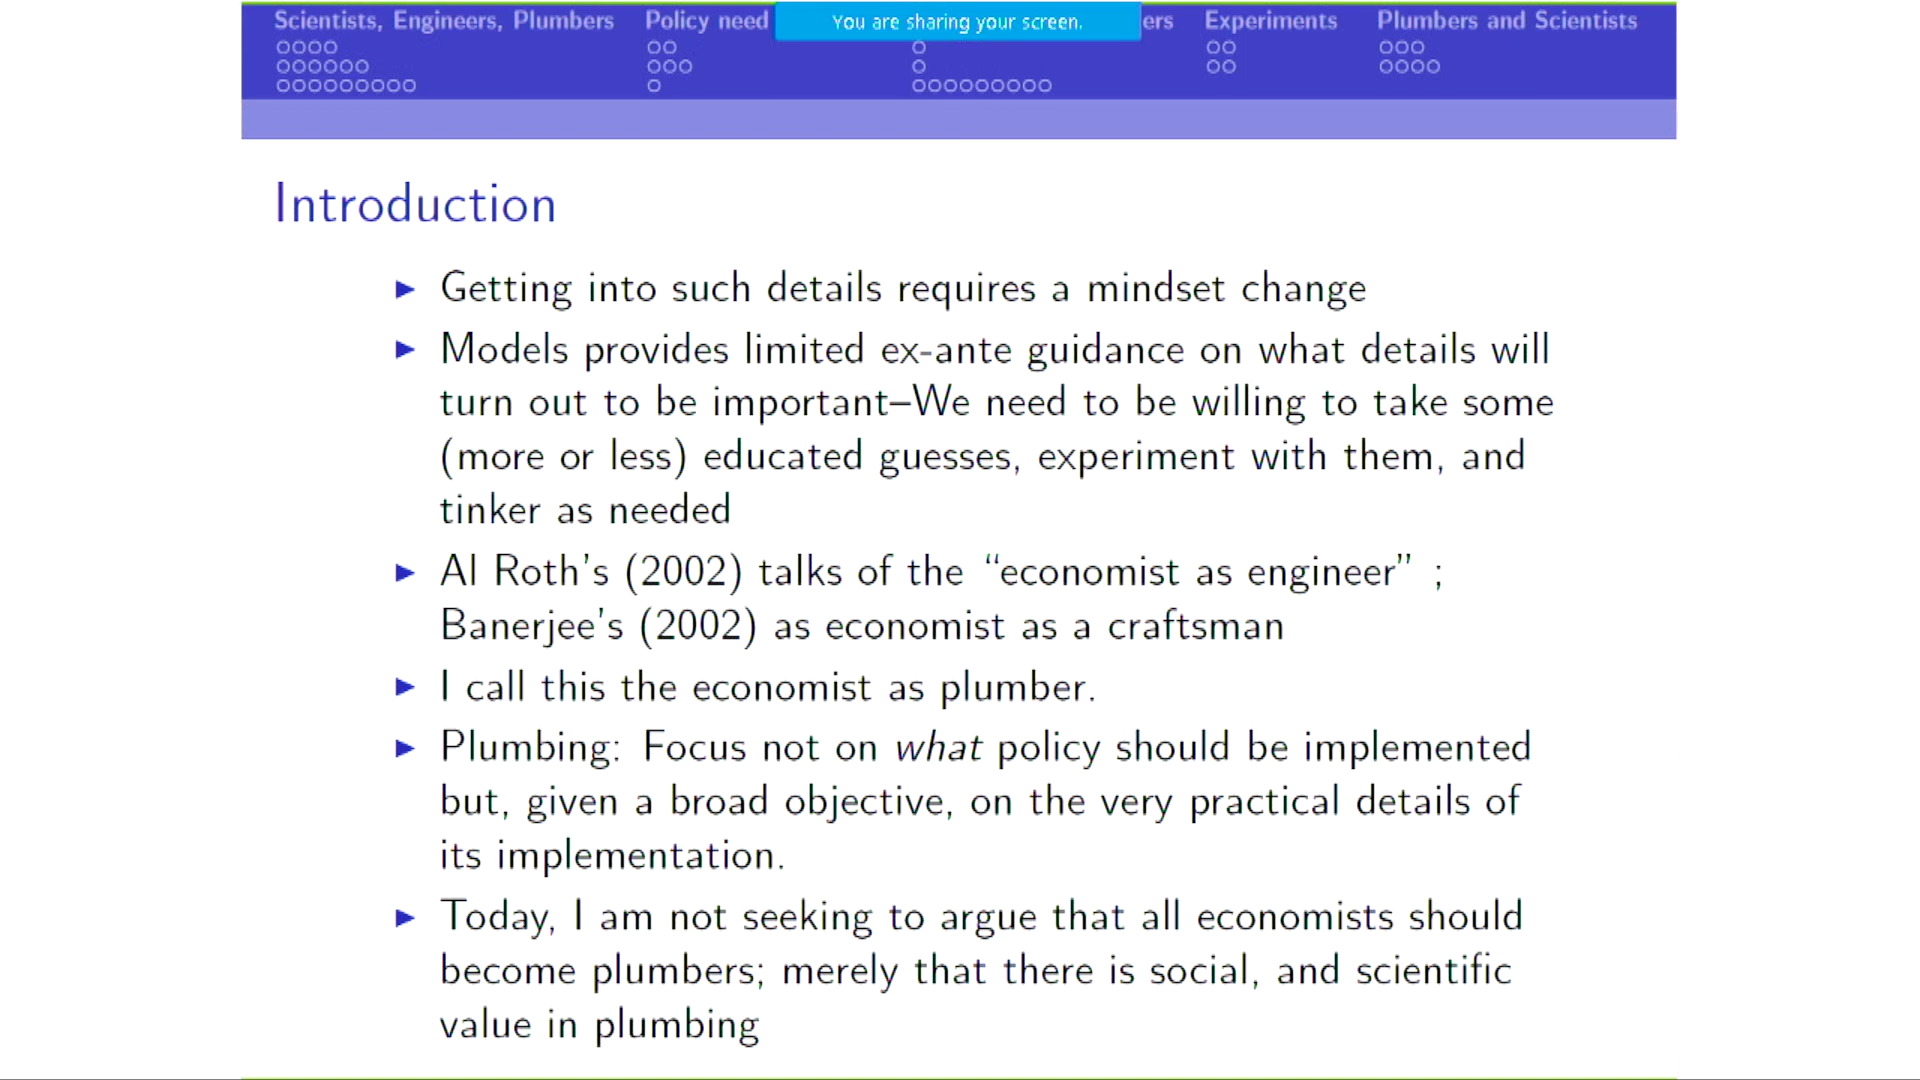 Scientists, Engineers, Plumbers Policy need You are sharing your screen. ers Experiments Plumbers and Scientists
Introduction
Getting into such details requires a mindset change
Models provides limited ex-ante guidance on what details will
turn out to be important–We need to be willing to take some
(more or less) educated guesses, experiment with them, and
tinker as needed
Al Roth's (2002) talks of the “economist as engineer” ;
Banerjee's (2002) as economist as a craftsman
I call this the economist as plumber.
Plumbing: Focus not on what policy should be implemented
but, given a broad objective, on the very practical details of
its implementation.
Today, I am not seeking to argue that all economists should
become plumbers; merely that there is social, and scientific
value in plumbing